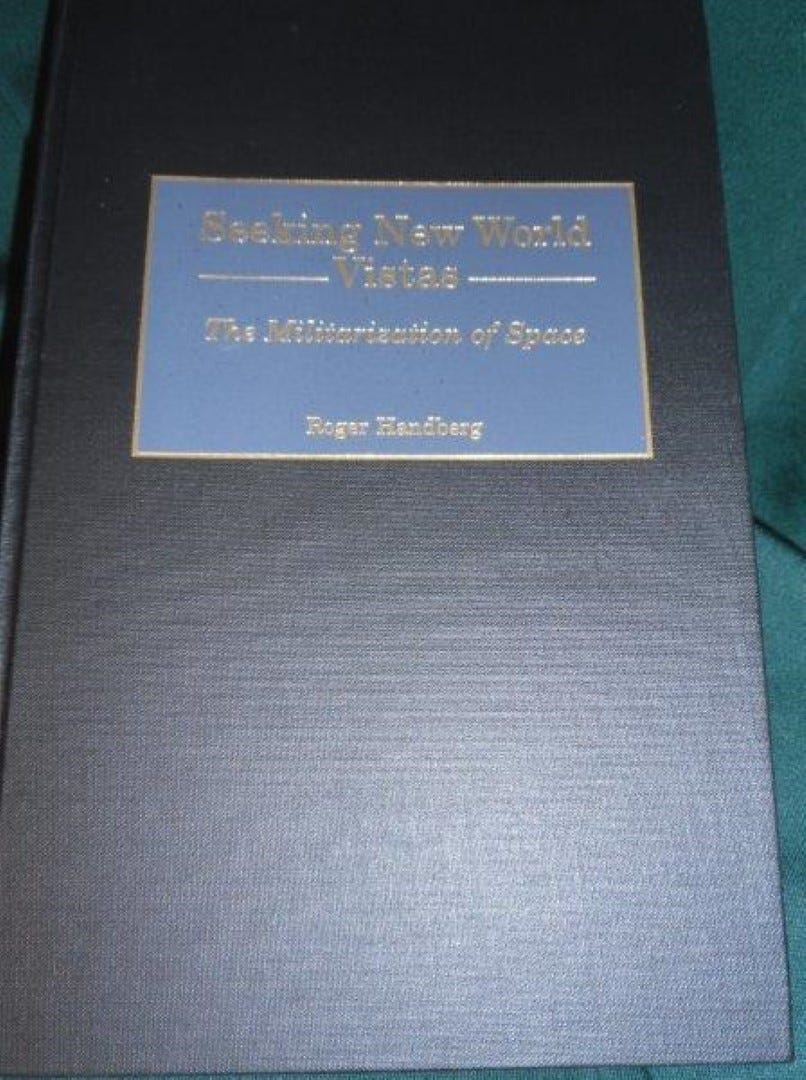 Seeking New World
Vistas
The Militarization of Space
Roger Handberg